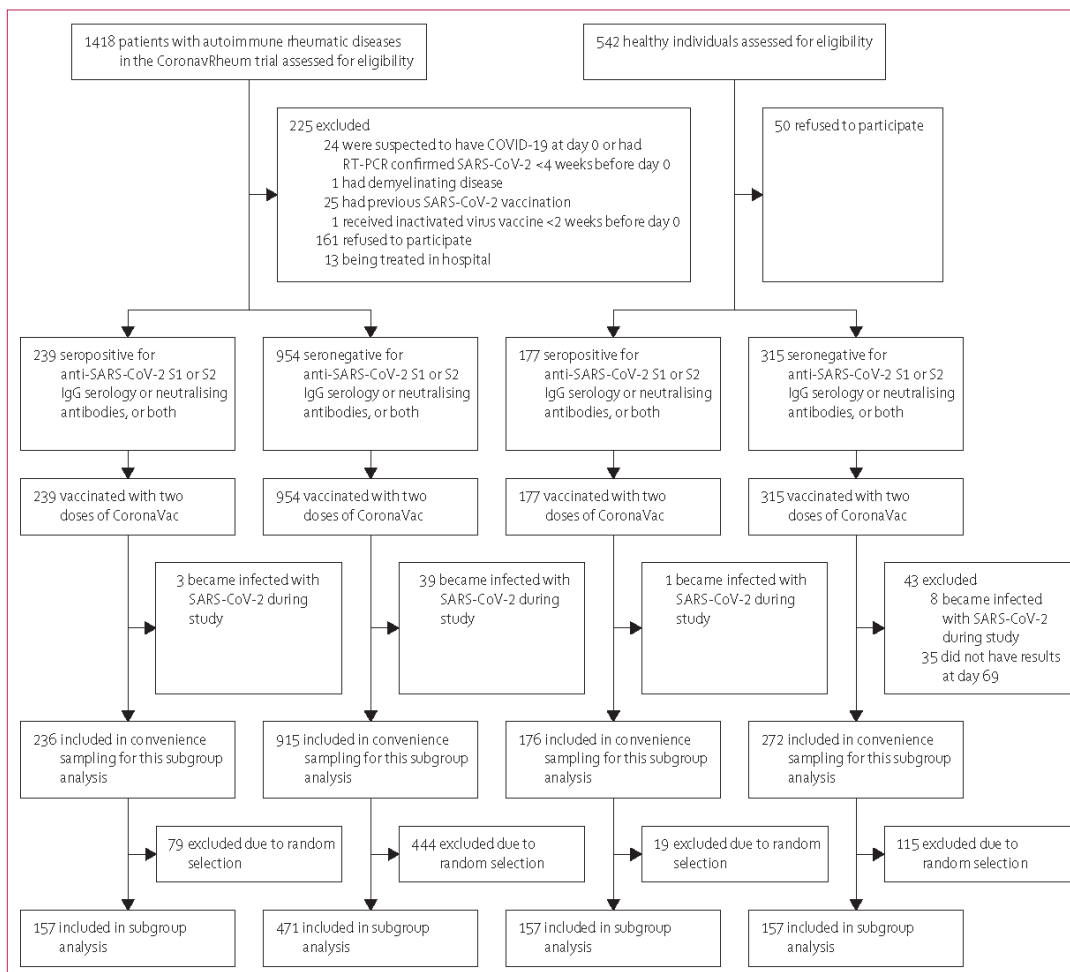 1418 patients with autoimmune rheumatic diseases
in the CoronavRheum trial assessed for eligibility
542 healthy individuals assessed for eligibility
225 excluded
24 were suspected to have COVID-19 at day 0 or had
RT-PCR confirmed SARS-CoV-2 <4 weeks before day 0
1 had demyelinating disease
25 had previous SARS-CoV-2 vaccination
1 received inactivated virus vaccine <2 weeks before day 0
161 refused to participate
13 being treated in hospital
50 refused to participate
239 seropositive for
anti-SARS-CoV-2 S1 or S2
IgG serology or neutralising
antibodies, or both
954 seronegative for
anti-SARS-CoV-2 S1 or S2
IgG serology or neutralising
antibodies, or both
177 seropositive for
anti-SARS-CoV-2 S1 or S2
IgG serology or neutralising
antibodies, or both
315 seronegative for
anti-SARS-CoV-2 S1 or S2
IgG serology or neutralising
antibodies, or both
239 vaccinated with two
doses of CoronaVac
954 vaccinated with two
doses of CoronaVac
177 vaccinated with two
doses of CoronaVac
315 vaccinated with two
doses of CoronaVac
3 became infected with
SARS-CoV-2 during
study
39 became infected with
SARS-CoV-2 during
study
1 became infected with
SARS-CoV-2 during
study
43 excluded
8 became infected
with SARS-CoV-2
during study
35 did not have results
at day 69
236 included in convenience
sampling for this subgroup
analysis
915 included in convenience
sampling for this subgroup
analysis
176 included in convenience
sampling for this subgroup
analysis
272 included in convenience
sampling for this subgroup
analysis
79 excluded due to random
selection
444 excluded due to
random selection
19 excluded due to random
selection
115 excluded due to
random selection
157 included in subgroup
analysis
471 included in subgroup
analysis
157 included in subgroup
analysis
157 included in subgroup
analysis